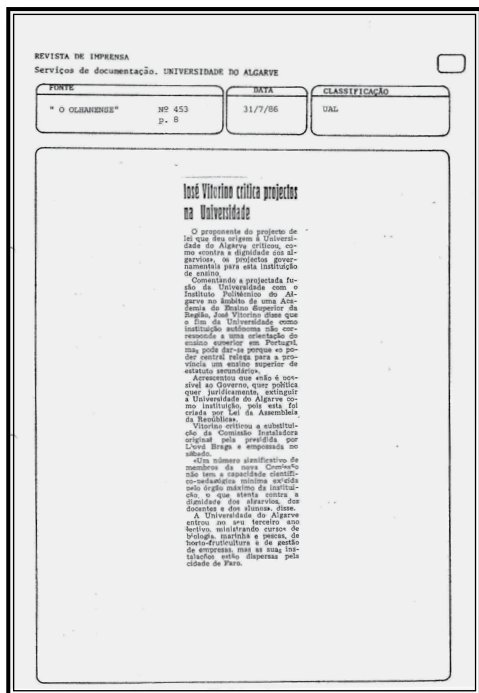 REVISTA DE IMPRENSA
Serviços de documentação. UNIVERSIDADE DO ALGARVE
FONTE
DATA
CLASSIFICAÇÃO
" O OLHANENSE"
Nº 453
p. 8
31/7/86
UAL
José Vitorino critica projectos
na Universidade
O proponente do projecto de
lei que deu origem à Universi-
dade do Algarve criticou, co-
mo «contra a dignidade dos al-
garvios», os projectos gover-
namentais para esta instituição
de ensino.
Comentando a projectada fu-
são da Universidade com o
Instituto Politécnico do Al-
garve no âmbito de uma Aca-
demia do Ensino Superior da
Região, José Vitorino disse que
o fim da Universidade como
instituição autónoma não cor-
responde a uma orientação do
ensino superior em Portugal,
mas pode dar-se porque «o po-
der central relega para a pro-
víncia um ensino superior de
estatuto secundário».
Acrescentou que «não é pos-
sível ao Governo, quer política
quer juridicamente, extinguir
a Universidade do Algarve co-
mo instituição, pois esta foi
criada por Lei da Assembleia
da República».
Vitorino criticou a substitui-
ção da Comissão Instaladora
original pela presidida por
Lloyd Braga e empossada no
sábado.
«Um número significativo de
membros da nova Comissão
não tem a capacidade científi-
co-pedagógica mínima exigida
pelo órgão máximo da institui-
ção, o que atenta contra a
dignidade dos algarvios, dos
docentes e dos alunos», disse.
A Universidade do Algarve
entrou no seu terceiro ano
lectivo, ministrando cursos de
biologia, marinha e pescas, de
horto-fruticultura e de gestão
de empresas, mas as suas ins-
talações estão dispersas pela
cidade de Faro.